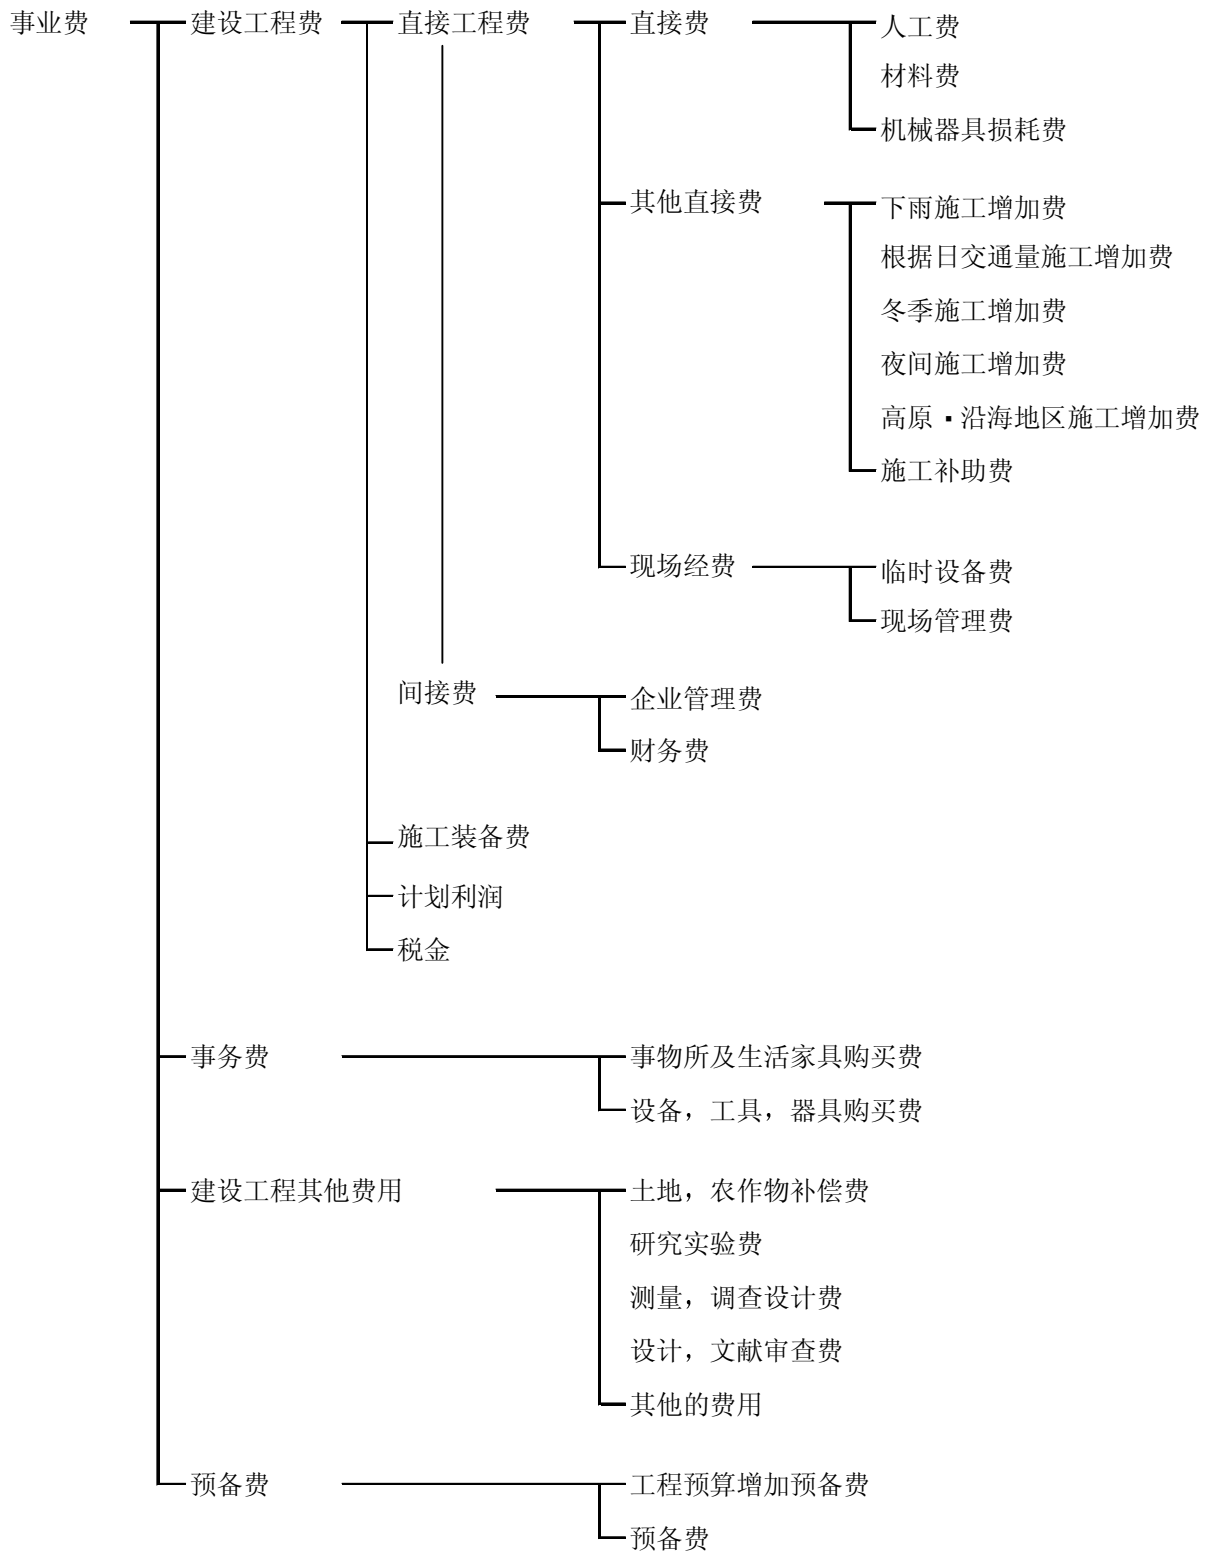 事业费
建设工程费
直接工程费
直接费
人工费
材料费
机械器具损耗费
其他直接费
下雨施工增加费
根据日交通量施工增加费
冬季施工增加费
夜间施工增加费
高原▪沿海地区施工增加费
施工补助费
现场经费
临时设备费
现场管理费
间接费
企业管理费
财务费
施工装备费
计划利润
税金
事务费
事物所及生活家具购买费
设备，工具，器具购买费
建设工程其他费用
土地，农作物补偿费
研究实验费
测量，调查设计费
设计，文献审查费
其他的费用
预备费
工程预算增加预备费
预备费